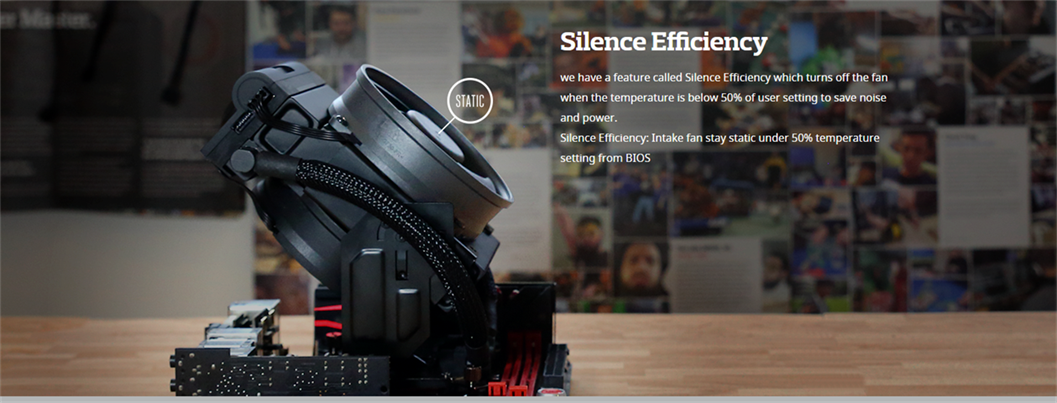 Silence Efficiency
we have a feature called Silence Efficiency which turns off the fan
when the temperature is below 50% of user setting to save noise
and power.
Silence Efficiency: Intake fan stay static under 50% temperature
setting from BIOS
STATIC